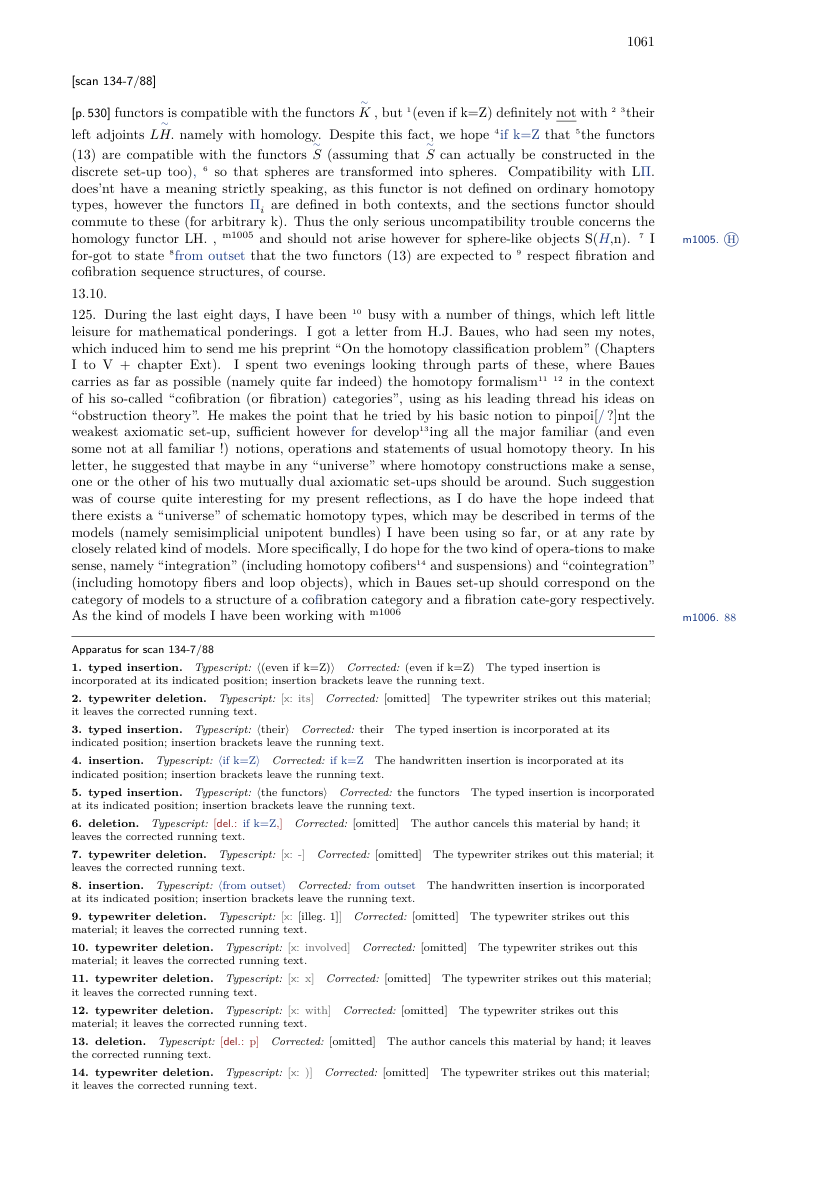 1061
[scan 134-7/88]
[p. 530] functors is compatible with the functors K̃ , but ¹(even if k=Z) definitely not with ² ³their
left adjoints LH̃. namely with homology. Despite this fact, we hope ⁴if k=Z that ⁵the functors
(13) are compatible with the functors S̃ (assuming that S̃ can actually be constructed in the
discrete set-up too), ⁶ so that spheres are transformed into spheres. Compatibility with LΠ.
does'nt have a meaning strictly speaking, as this functor is not defined on ordinary homotopy
types, however the functors Πᵢ are defined in both contexts, and the sections functor should
commute to these (for arbitrary k). Thus the only serious uncompatibility trouble concerns the
homology functor LH. , m1005 and should not arise however for sphere-like objects S(H,n). ⁷ I
m1005. Ⓗ
for-got to state ⁸from outset that the two functors (13) are expected to ⁹ respect fibration and
cofibration sequence structures, of course.
13.10.
125. During the last eight days, I have been ¹⁰ busy with a number of things, which left little
leisure for mathematical ponderings. I got a letter from H.J. Baues, who had seen my notes,
which induced him to send me his preprint “On the homotopy classification problem” (Chapters
I to V + chapter Ext). I spent two evenings looking through parts of these, where Baues
carries as far as possible (namely quite far indeed) the homotopy formalism¹¹ ¹² in the context
of his so-called “cofibration (or fibration) categories”, using as his leading thread his ideas on
“obstruction theory”. He makes the point that he tried by his basic notion to pinpoi[/ ?]nt the
weakest axiomatic set-up, sufficient however for develop¹³ing all the major familiar (and even
some not at all familiar !) notions, operations and statements of usual homotopy theory. In his
letter, he suggested that maybe in any “universe” where homotopy constructions make a sense,
one or the other of his two mutually dual axiomatic set-ups should be around. Such suggestion
was of course quite interesting for my present reflections, as I do have the hope indeed that
there exists a “universe” of schematic homotopy types, which may be described in terms of the
models (namely semisimplicial unipotent bundles) I have been using so far, or at any rate by
closely related kind of models. More specifically, I do hope for the two kind of opera-tions to make
sense, namely “integration” (including homotopy cofibers¹⁴ and suspensions) and “cointegration”
(including homotopy fibers and loop objects), which in Baues set-up should correspond on the
category of models to a structure of a cofibration category and a fibration cate-gory respectively.
As the kind of models I have been working with m1006
m1006. 88
Apparatus for scan 134-7/88
1. typed insertion. Typescript: ⟨(even if k=Z)⟩ Corrected: (even if k=Z) The typed insertion is
incorporated at its indicated position; insertion brackets leave the running text.
2. typewriter deletion. Typescript: [x: its] Corrected: [omitted] The typewriter strikes out this material;
it leaves the corrected running text.
3. typed insertion. Typescript: ⟨their⟩ Corrected: their The typed insertion is incorporated at its
indicated position; insertion brackets leave the running text.
4. insertion. Typescript: ⟨if k=Z⟩ Corrected: if k=Z The handwritten insertion is incorporated at its
indicated position; insertion brackets leave the running text.
5. typed insertion. Typescript: ⟨the functors⟩ Corrected: the functors The typed insertion is incorporated
at its indicated position; insertion brackets leave the running text.
6. deletion. Typescript: [del.: if k=Z,] Corrected: [omitted] The author cancels this material by hand; it
leaves the corrected running text.
7. typewriter deletion. Typescript: [x: -] Corrected: [omitted] The typewriter strikes out this material; it
leaves the corrected running text.
8. insertion. Typescript: ⟨from outset⟩ Corrected: from outset The handwritten insertion is incorporated
at its indicated position; insertion brackets leave the running text.
9. typewriter deletion. Typescript: [x: [illeg. 1]] Corrected: [omitted] The typewriter strikes out this
material; it leaves the corrected running text.
10. typewriter deletion. Typescript: [x: involved] Corrected: [omitted] The typewriter strikes out this
material; it leaves the corrected running text.
11. typewriter deletion. Typescript: [x: x] Corrected: [omitted] The typewriter strikes out this material;
it leaves the corrected running text.
12. typewriter deletion. Typescript: [x: with] Corrected: [omitted] The typewriter strikes out this
material; it leaves the corrected running text.
13. deletion. Typescript: [del.: p] Corrected: [omitted] The author cancels this material by hand; it leaves
the corrected running text.
14. typewriter deletion. Typescript: [x: )] Corrected: [omitted] The typewriter strikes out this material;
it leaves the corrected running text.